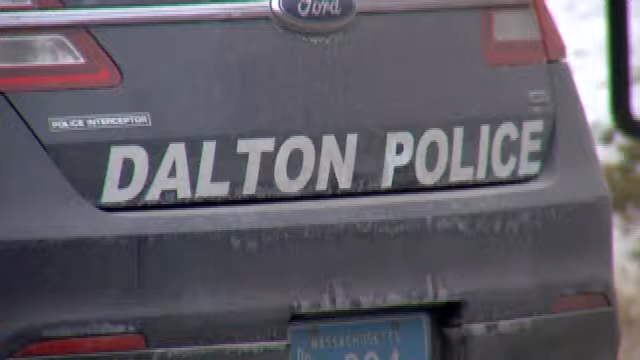 Ford
POLICE INTERCEPTOR
DALTON POLICE
MASSACHUSETTS